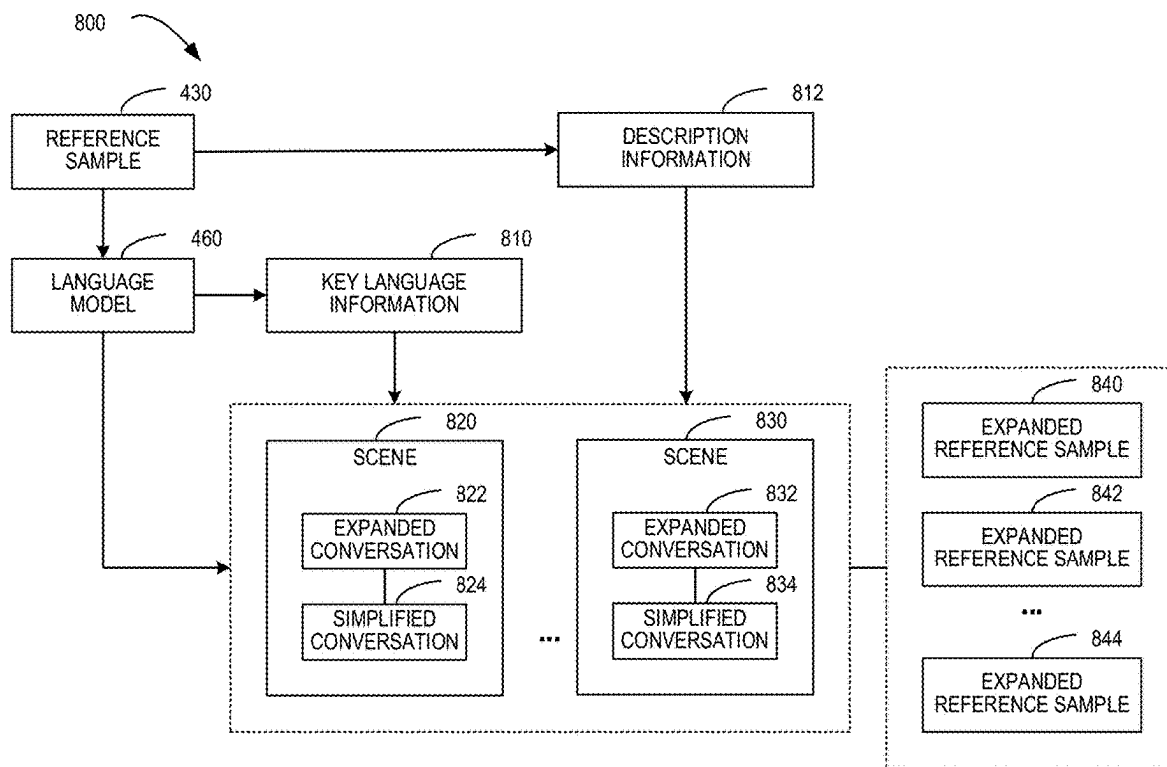 800
430
REFERENCE
SAMPLE
812
DESCRIPTION
INFORMATION
460
LANGUAGE
MODEL
810
KEY LANGUAGE
INFORMATION
820
SCENE
822
EXPANDED
CONVERSATION
824
SIMPLIFIED
CONVERSATION
...
830
SCENE
832
EXPANDED
CONVERSATION
834
SIMPLIFIED
CONVERSATION
840
EXPANDED
REFERENCE SAMPLE
842
EXPANDED
REFERENCE SAMPLE
...
844
EXPANDED
REFERENCE SAMPLE